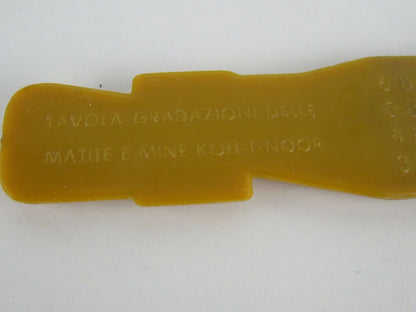 TAVOLA GRADAZIONI DELLE
MATITE E MINE KOH-I-NOOR